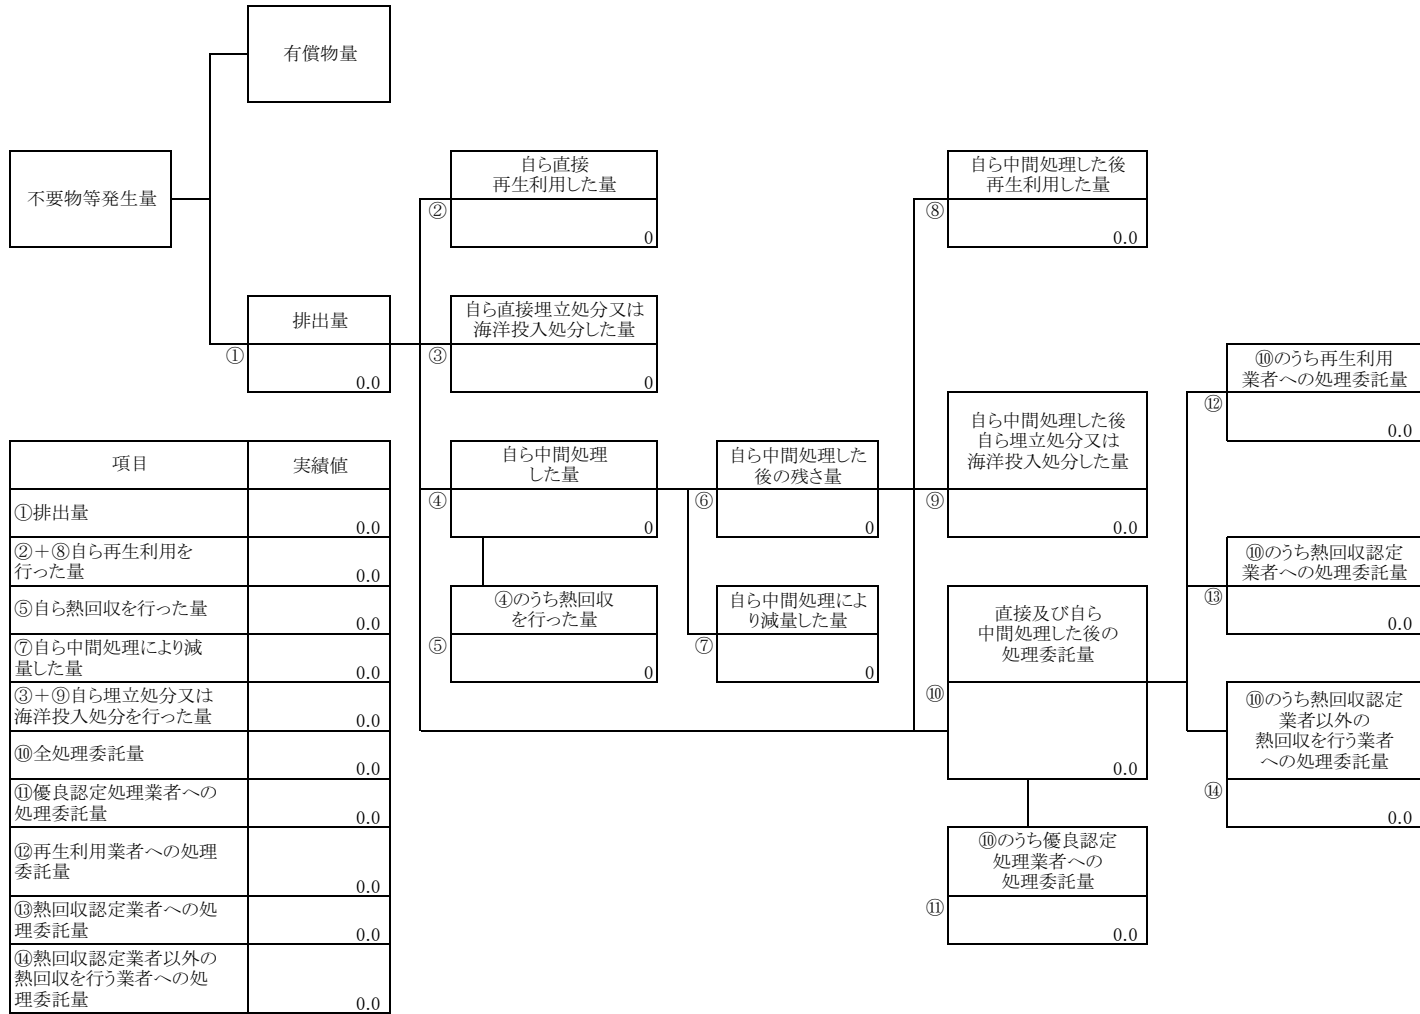 有償物量
不要物等発生量
自ら直接
再生利用した量
②
0
自ら中間処理した後
再生利用した量
⑧
0.0
排出量
①
0.0
自ら直接埋立処分又は
海洋投入処分した量
③
0
⑩のうち再生利用
業者への処理委託量
⑫
0.0
自ら中間処理
した量
④
0
自ら中間処理した
後の残さ量
⑥
0
自ら中間処理した後
自ら埋立処分又は
海洋投入処分した量
⑨
0.0
⑩のうち熱回収認定
業者への処理委託量
⑬
0.0
④のうち熱回収
を行った量
⑤
0
自ら中間処理によ
り減量した量
⑦
0
直接及び自ら
中間処理した後の
処理委託量
⑩
0.0
⑩のうち熱回収認定
業者以外の
熱回収を行う業者
への処理委託量
⑭
0.0
⑩のうち優良認定
処理業者への
処理委託量
⑪
0.0
項目 実績値
①排出量
0.0
②＋⑧自ら再生利用を
行った量 0.0
⑤自ら熱回収を行った量
0.0
⑦自ら中間処理により減
量した量 0.0
③＋⑨自ら埋立処分又は
海洋投入処分を行った量 0.0
⑩全処理委託量
0.0
⑪優良認定処理業者への
処理委託量 0.0
⑫再生利用業者への処理
委託量
0.0
⑬熱回収認定業者への処
理委託量 0.0
⑭熱回収認定業者以外の
熱回収を行う業者への処
理委託量 0.0